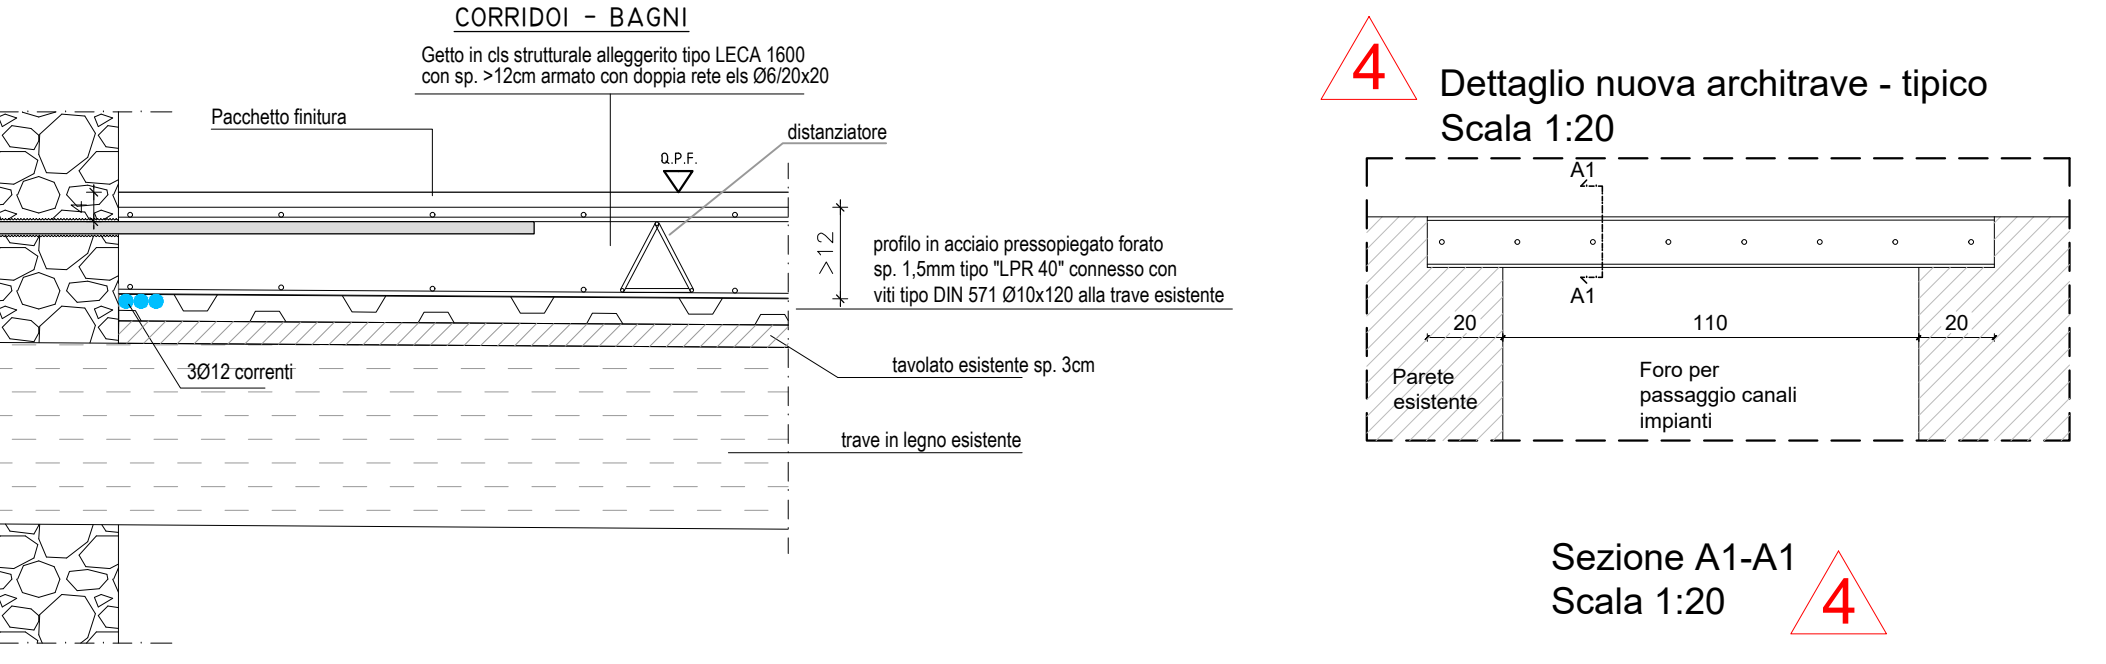 CORRIDOI - BAGNI
Getto in cls strutturale alleggerito tipo LECA 1600
con sp. >12cm armato con doppia rete els Ø6/20x20
Pacchetto finitura
distanziatore
Q.P.F.
4
>12
profilo in acciaio pressopiegato forato
sp. 1,5mm tipo "LPR 40" connesso con
viti tipo DIN 571 Ø10x120 alla trave esistente
3Ø12 correnti
tavolato esistente sp. 3cm
trave in legno esistente
4
Dettaglio nuova architrave - tipico
Scala 1:20
A1
A1
20
110
20
Parete
esistente
Foro per
passaggio canali
impianti
Sezione A1-A1
Scala 1:20
4